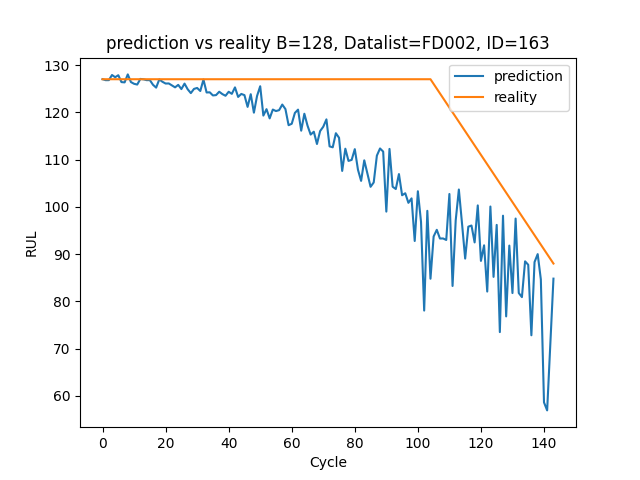 prediction vs reality B=128, Datalist=FD002, ID=163
prediction
reality
130
120
110
100
90
80
70
60
RUL
0 20 40 60 80 100 120 140
Cycle